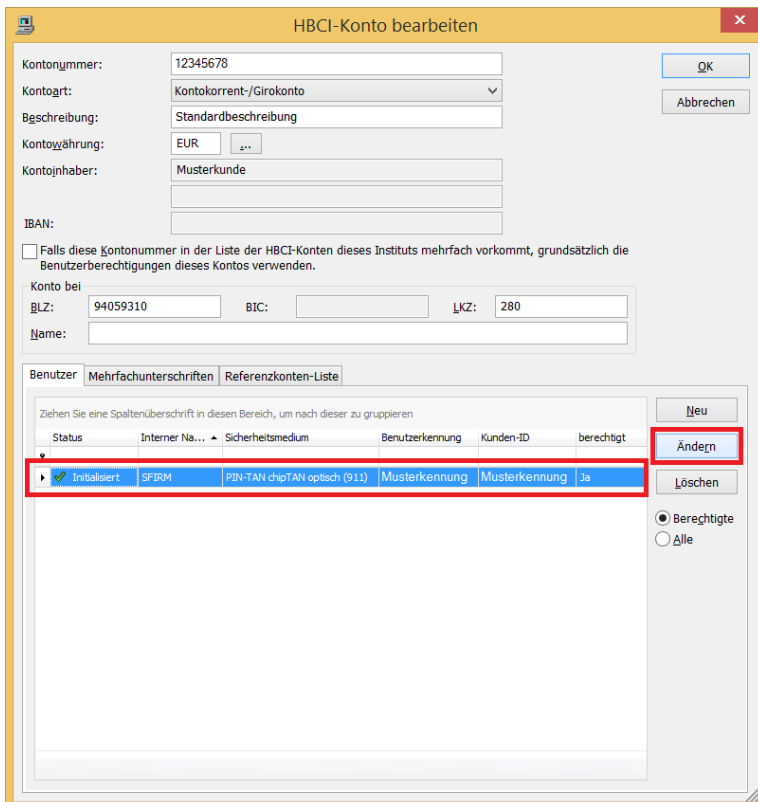 HBCI-Konto bearbeiten
Kontonummer: 12345678 OK
Kontoart: Kontokorrent-/Girokonto
Abbrechen
Beschreibung: Standardbeschreibung
Kontowährung: EUR ...
Kontoinhaber: Musterkunde
IBAN:
Falls diese Kontonummer in der Liste der HBCI-Konten dieses Instituts mehrfach vorkommt, grundsätzlich die
Benutzerberechtigungen dieses Kontos verwenden.
Konto bei
BLZ: 94059310 BIC: LKZ: 280
Name:
Benutzer Mehrfachunterschriften Referenzkonten-Liste
Ziehen Sie eine Spaltenüberschrift in diesen Bereich, um nach dieser zu gruppieren
Neu
Status Interner Na... Sicherheitsmedium Benutzerkennung Kunden-ID berechtigt
Ändern
Initialisiert SFIRM PIN-TAN chipTAN optisch (911) Musterkennung Musterkennung Ja
Löschen
Berechtigte
Alle